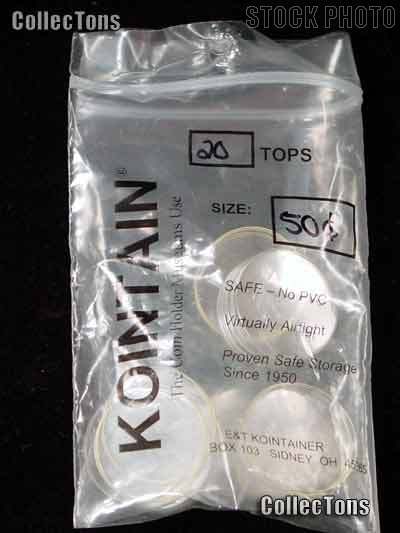 CollecTons
STOCK PHOTO
20 TOPS
SIZE: 50¢
KOINTAIN®
The Coin Holder Museums Use
SAFE – No PVC
Virtually Airtight
Proven Safe Storage
Since 1950
E&T KOINTAINER
BOX 103 SIDNEY OH 45365
CollecTons